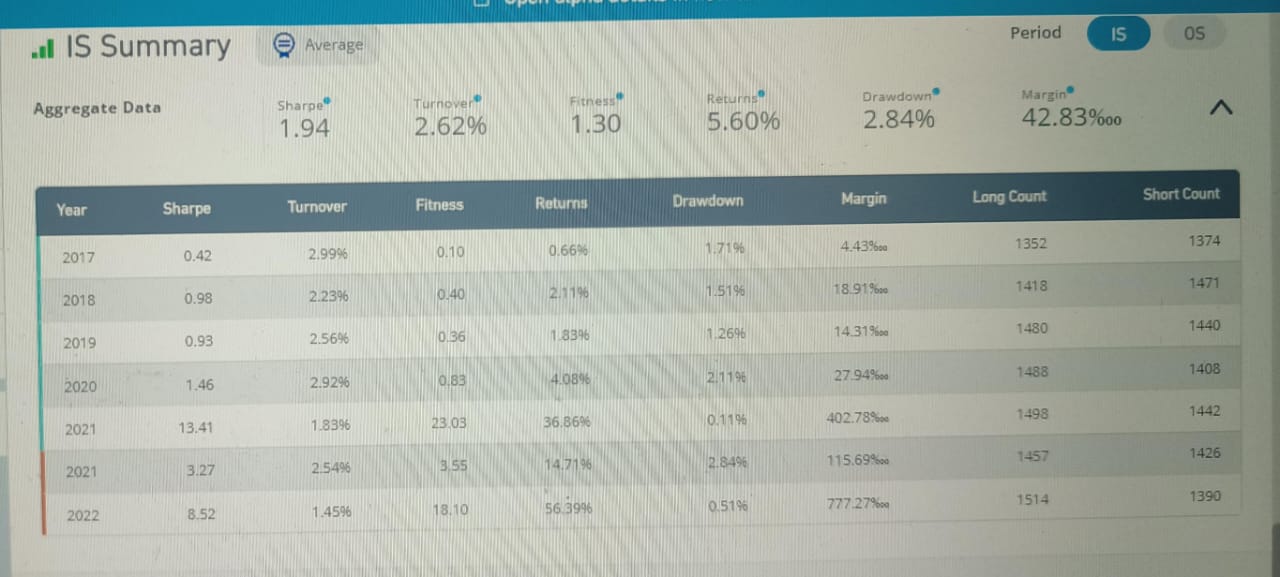 IS Summary Average Period IS OS
Aggregate Data Sharpe Turnover Fitness Returns Drawdown Margin
1.94 2.62% 1.30 5.60% 2.84% 42.83‱
Year Sharpe Turnover Fitness Returns Drawdown Margin Long Count Short Count
2017 0.42 2.99% 0.10 0.66% 1.71% 4.43‱ 1352 1374
2018 0.98 2.23% 0.40 2.11% 1.51% 18.91‱ 1418 1471
2019 0.93 2.56% 0.36 1.83% 1.26% 14.31‱ 1480 1440
2020 1.46 2.92% 0.83 4.08% 2.11% 27.94‱ 1488 1408
2021 13.41 1.83% 23.03 36.86% 0.11% 402.78‱ 1498 1442
2021 3.27 2.54% 3.55 14.71% 2.84% 115.69‱ 1457 1426
2022 8.52 1.45% 18.10 56.39% 0.51% 777.27‱ 1514 1390